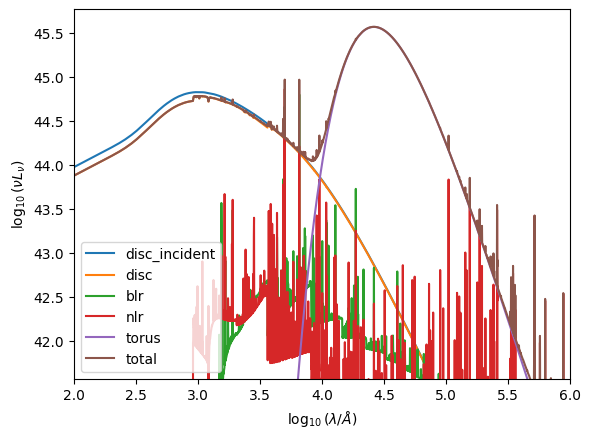 45.5
45.0
44.5
44.0
43.5
43.0
42.5
42.0
log10 (νLν)
disc_incident
disc
blr
nlr
torus
total
2.0 2.5 3.0 3.5 4.0 4.5 5.0 5.5 6.0
log10 (λ/Å)